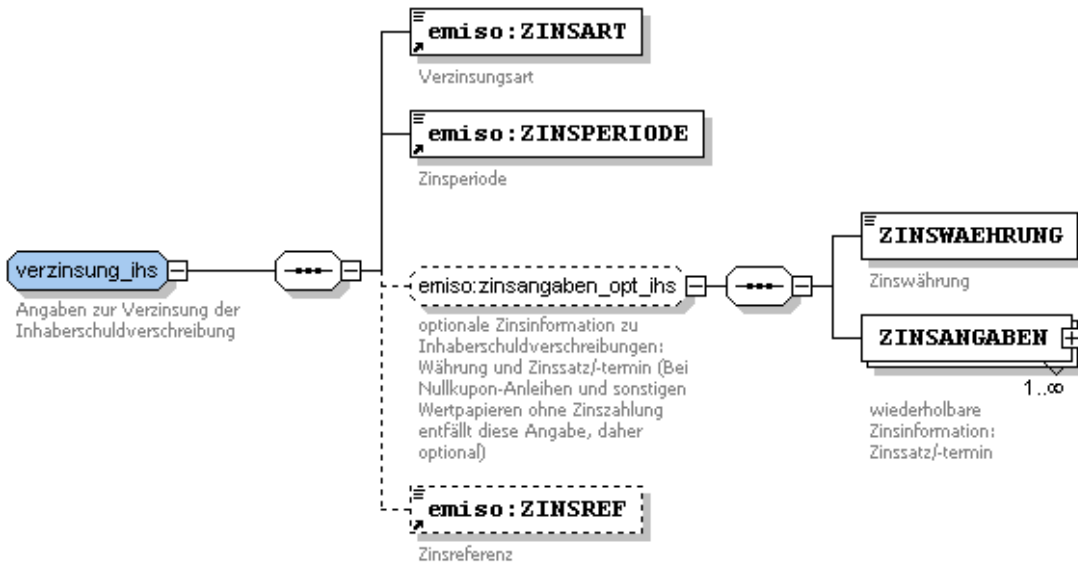 emiso:ZINSART
Verzinsungsart
emiso:ZINSPERIODE
Zinsperiode
verzinsung_ihs
Angaben zur Verzinsung der
Inhaberschuldverschreibung
emiso:zinsangaben_opt_ihs
optionale Zinsinformation zu
Inhaberschuldverschreibungen:
Währung und Zinssatz/-termin (Bei
Nullkupon-Anleihen und sonstigen
Wertpapieren ohne Zinszahlung
entfällt diese Angabe, daher
optional)
ZINSWAEHRUNG
Zinswährung
ZINSANGABEN
1..∞
wiederholbare
Zinsinformation:
Zinssatz/-termin
emiso:ZINSREF
Zinsreferenz